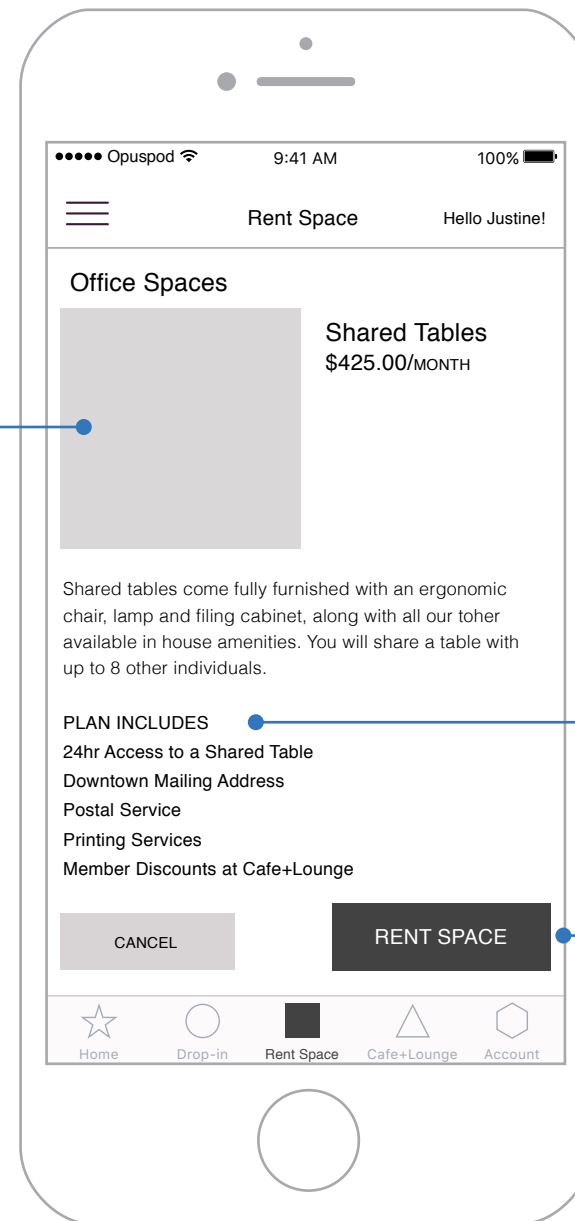 ●●●●● Opuspod 9:41 AM 100%
Rent Space Hello Justine!
Office Spaces
Shared Tables
$425.00/MONTH
Shared tables come fully furnished with an ergonomic
chair, lamp and filing cabinet, along with all our toher
available in house amenities. You will share a table with
up to 8 other individuals.
PLAN INCLUDES
24hr Access to a Shared Table
Downtown Mailing Address
Postal Service
Printing Services
Member Discounts at Cafe+Lounge
CANCEL RENT SPACE
Home Drop-in Rent Space Cafe+Lounge Account